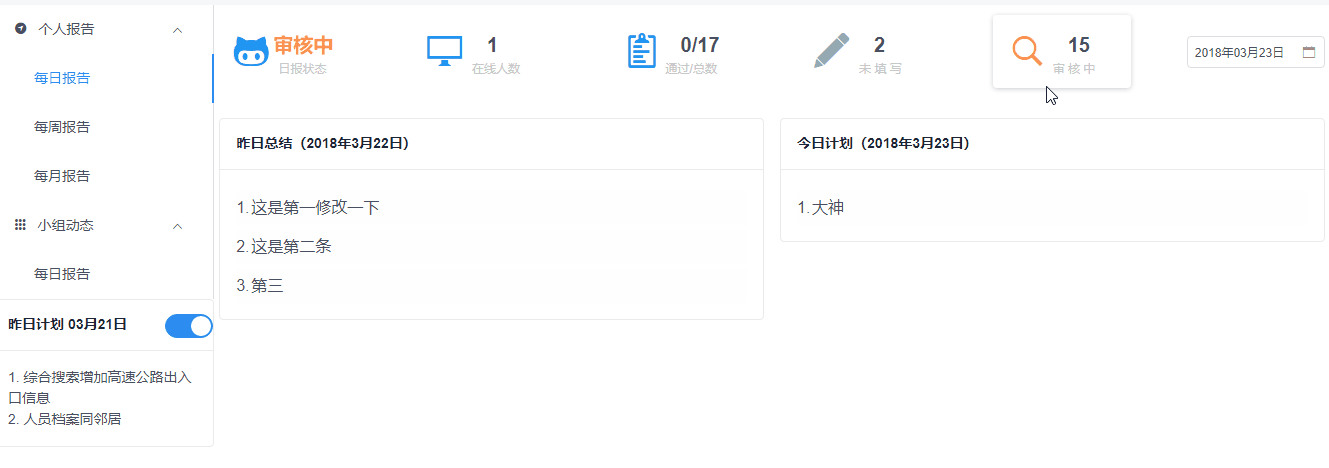 个人报告
每日报告
每周报告
每月报告
小组动态
每日报告
昨日计划 03月21日
1. 综合搜索增加高速公路出入
口信息
2. 人员档案同邻居
审核中
日报状态
1
在线人数
0/17
通过/总数
2
未填写
15
审核中
2018年03月23日
昨日总结（2018年3月22日）
1.这是第一修改一下
2.这是第二条
3.第三
今日计划（2018年3月23日）
1.大神